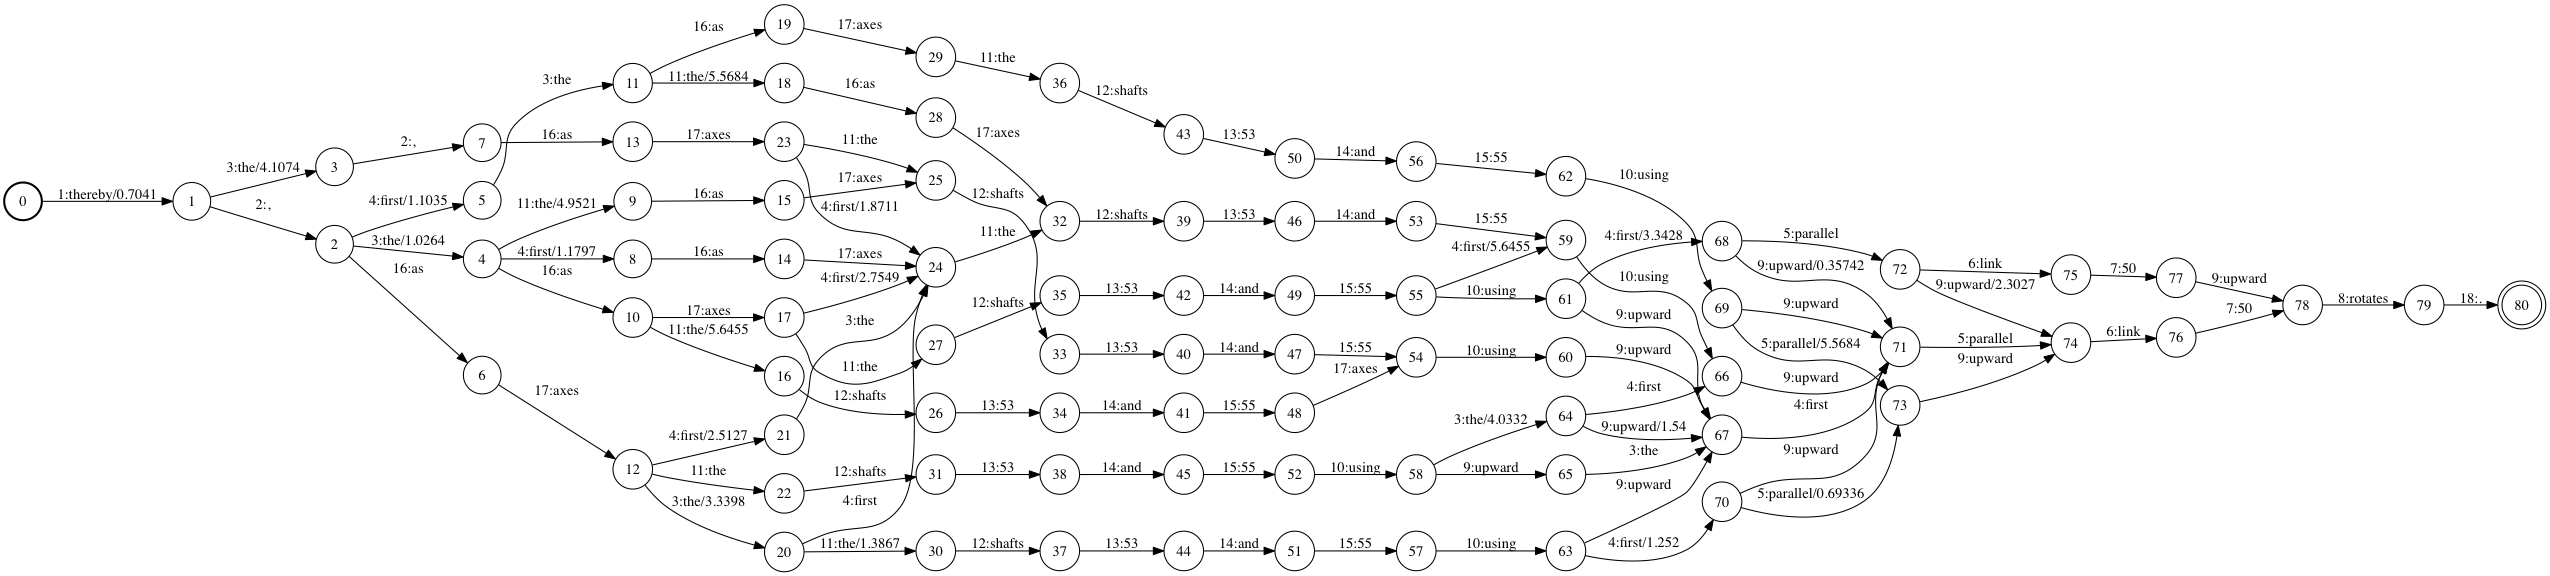 0
1:thereby/0.7041
1
3:the/4.1074
2:,
3
2
2:,
4:first/1.1035
3:the/1.0264
16:as
7
5
4
6
3:the
16:as
11:the/4.9521
4:first/1.1797
16:as
17:axes
11
13
9
8
10
12
16:as
11:the/5.5684
17:axes
16:as
16:as
17:axes
11:the/5.6455
4:first/2.5127
11:the
3:the/3.3398
19
18
23
15
14
17
16
21
22
20
17:axes
16:as
11:the
17:axes
4:first/1.8711
17:axes
4:first/2.7549
3:the
11:the
12:shafts
12:shafts
4:first
11:the/1.3867
29
28
25
24
27
26
31
30
11:the
17:axes
12:shafts
11:the
12:shafts
13:53
13:53
12:shafts
36
32
35
33
34
38
37
12:shafts
12:shafts
13:53
13:53
14:and
14:and
13:53
43
39
42
40
41
45
44
13:53
13:53
14:and
14:and
15:55
15:55
14:and
50
46
49
47
48
52
51
14:and
14:and
15:55
15:55
17:axes
10:using
15:55
56
53
55
54
58
57
15:55
15:55
4:first/5.6455
10:using
10:using
3:the/4.0332
9:upward
10:using
62
59
61
60
64
65
63
10:using
4:first/3.3428
10:using
9:upward
9:upward
4:first
9:upward/1.54
3:the
9:upward
4:first/1.252
68
69
66
67
70
5:parallel
9:upward/0.35742
9:upward
5:parallel/5.5684
9:upward
4:first
9:upward
5:parallel/0.69336
72
71
73
6:link
9:upward/2.3027
5:parallel
9:upward
75
74
7:50
6:link
77
76
9:upward
7:50
78
8:rotates
79
18:.
80